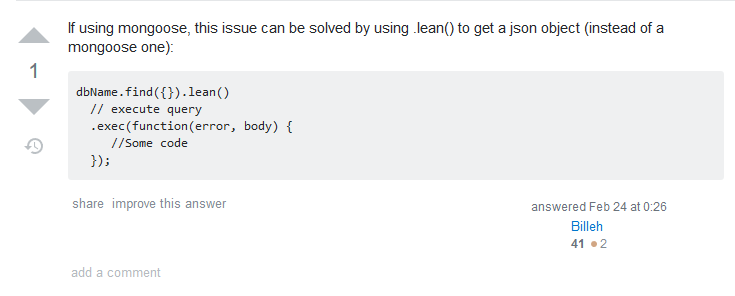 If using mongoose, this issue can be solved by using .lean() to get a json object (instead of a
mongoose one):
1
dbName.find({}).lean()
// execute query
.exec(function(error, body) {
//Some code
});
share improve this answer
answered Feb 24 at 0:26
Billeh
41 ●2
add a comment